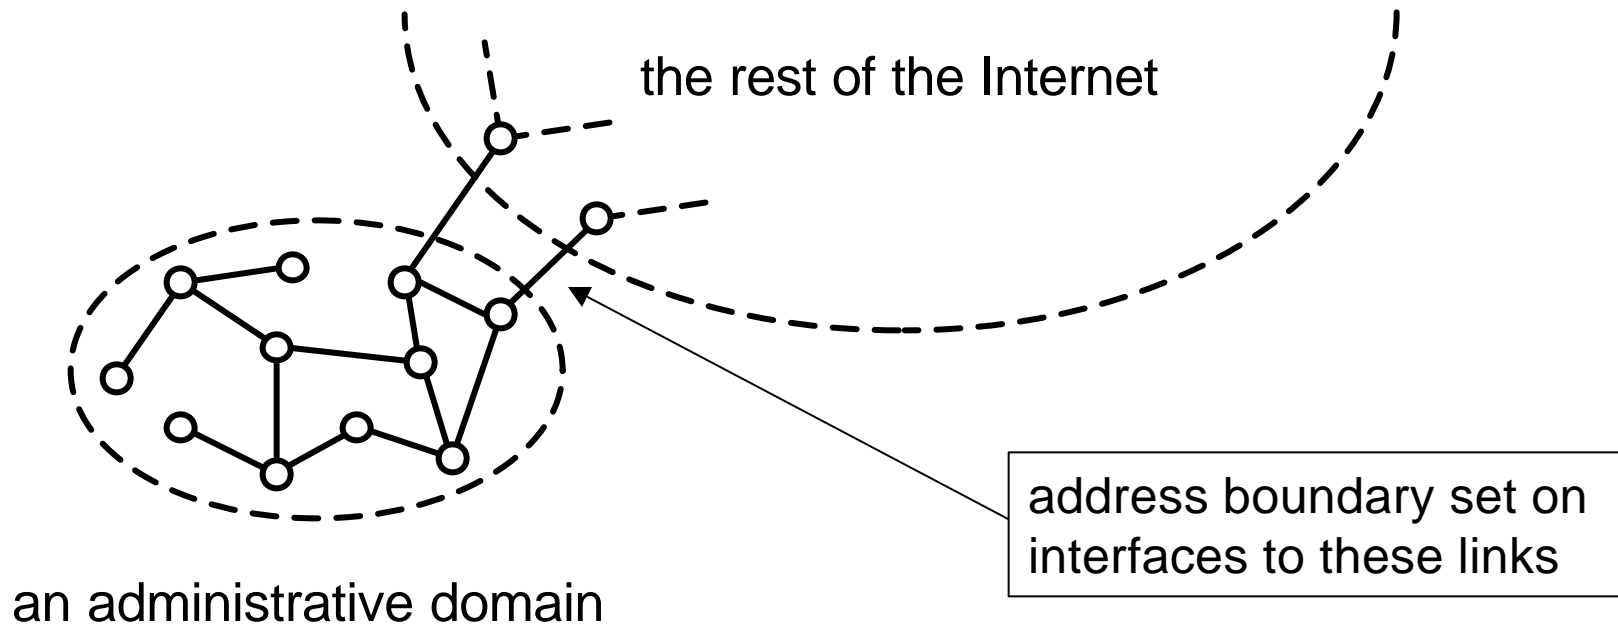 the rest of the Internet
address boundary set on
interfaces to these links
an administrative domain